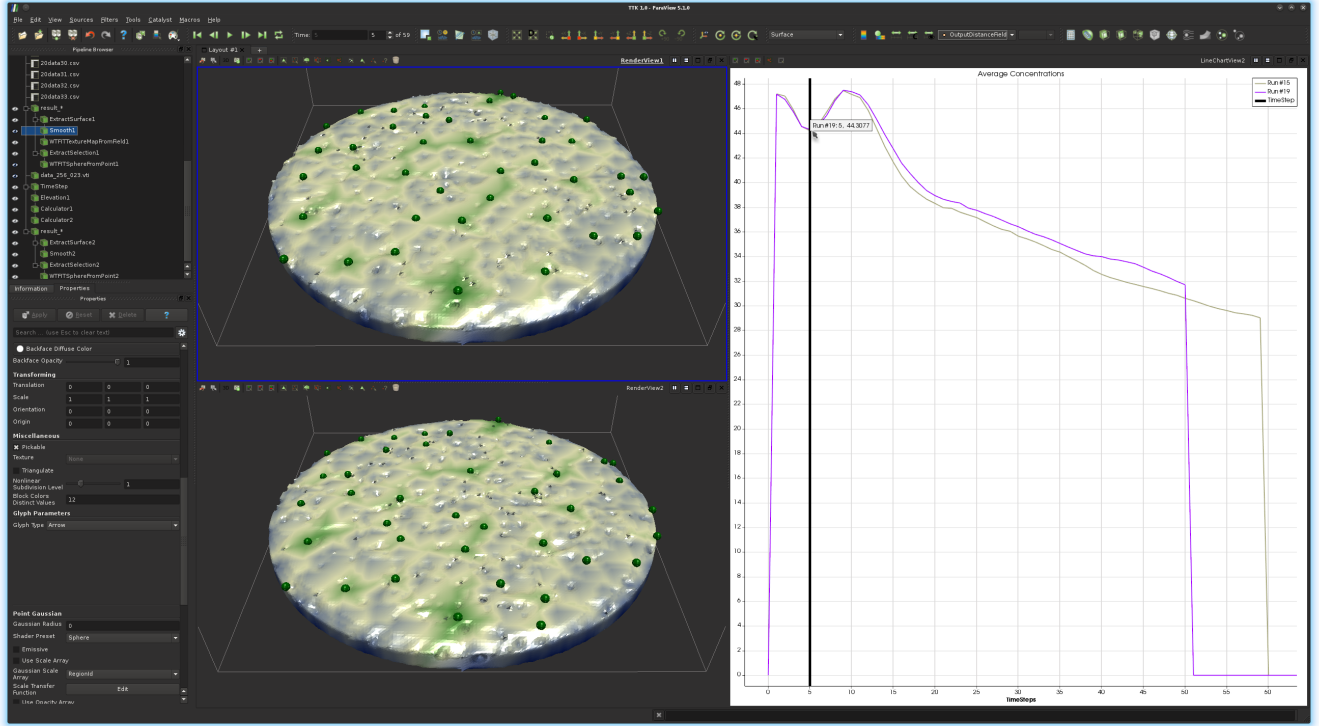 TTK 1.0 - ParaView 5.1.0
File Edit View Sources Filters Tools Catalyst Macros Help
Time: 5 of 59
Surface
OutputDistanceField
Pipeline Browser
20data30.csv
20data31.csv
20data32.csv
20data33.csv
result_*
ExtractSurface1
Smooth1
WTFITTextureMapFromField1
ExtractSelection1
WTFITSphereFromPoint1
data_256_023.vti
TimeStep
Elevation1
Calculator1
Calculator2
result_*
ExtractSurface2
Smooth2
ExtractSelection2
WTFITSphereFromPoint2
Information Properties
Properties
Apply Reset Delete ?
Search ... (use Esc to clear text)
Backface Diffuse Color
Backface Opacity 1
Transforming
Translation 0 0 0
Scale 1 1 1
Orientation 0 0 0
Origin 0 0 0
Miscellaneous
Pickable
Texture None
Triangulate
Nonlinear
Subdivision Level 1
Block Colors
Distinct Values 12
Glyph Parameters
Glyph Type Arrow
Point Gaussian
Gaussian Radius 0
Shader Preset Sphere
Emissive
Use Scale Array
Gaussian Scale
Array RegionId
Scale Transfer
Function Edit
Use Opacity Array
Layout #1 +
RenderView1
RenderView2
LineChartView2
Average Concentrations
Run #15
Run #19
TimeStep
Run#19: 5, 44.3077
48
46
44
42
40
38
36
34
32
30
28
26
24
22
20
18
16
14
12
10
8
6
4
2
0
0 5 10 15 20 25 30 35 40 45 50 55 60
TimeSteps